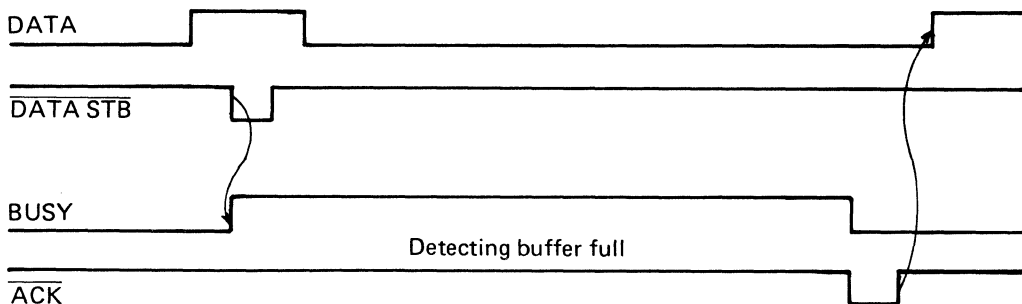 DATA
DATA STB
BUSY
Detecting buffer full
ACK